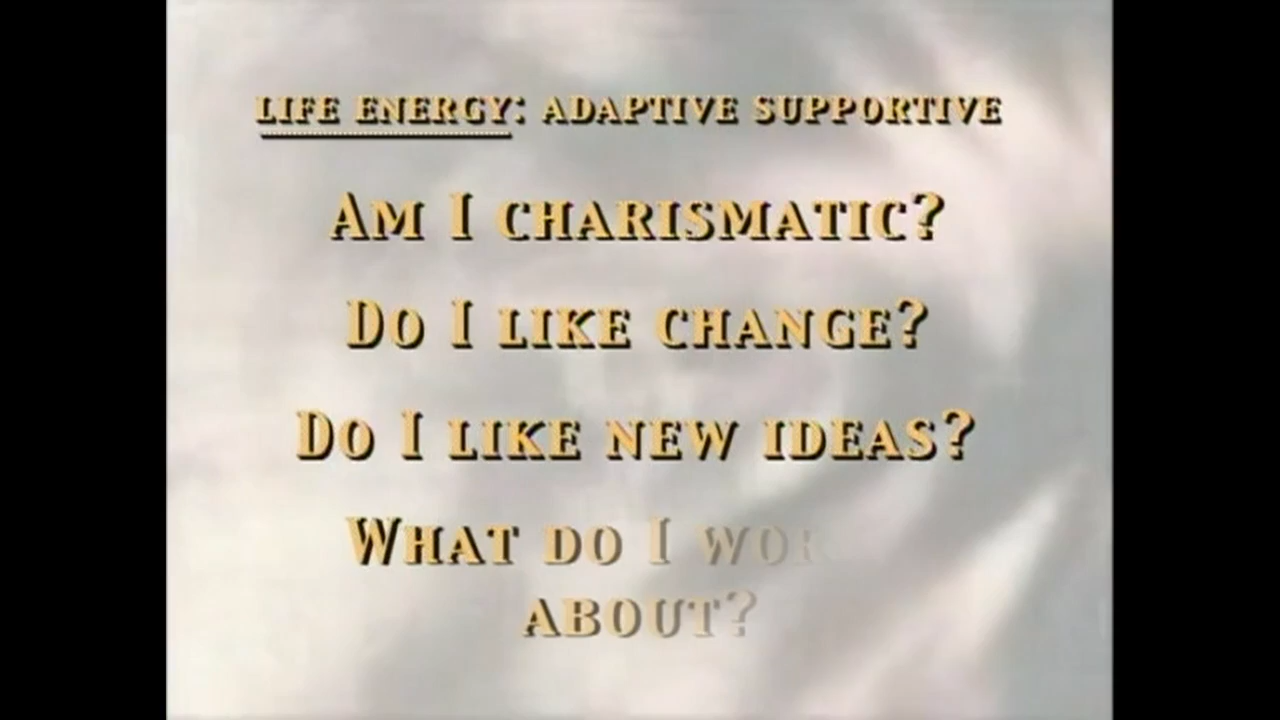 LIFE ENERGY: ADAPTIVE SUPPORTIVE
AM I CHARISMATIC?
DO I LIKE CHANGE?
DO I LIKE NEW IDEAS?
WHAT DO I
ABOUT?